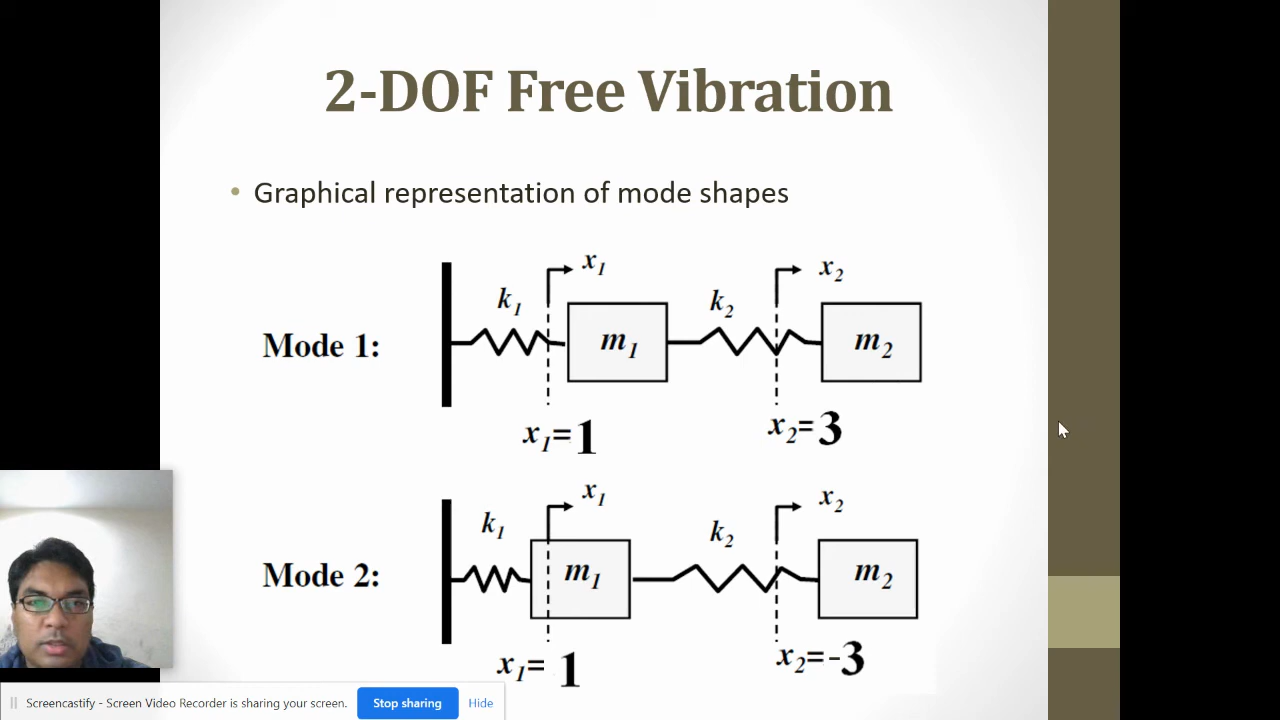 2-DOF Free Vibration
• Graphical representation of mode shapes
x₁
x₂
k₁
k₂
Mode 1:
m₁
m₂
x₁= 1
x₂= 3
x₁
x₂
k₁
k₂
Mode 2:
m₁
m₂
x₁= 1
x₂= -3
Screencastify - Screen Video Recorder is sharing your screen.
Stop sharing
Hide